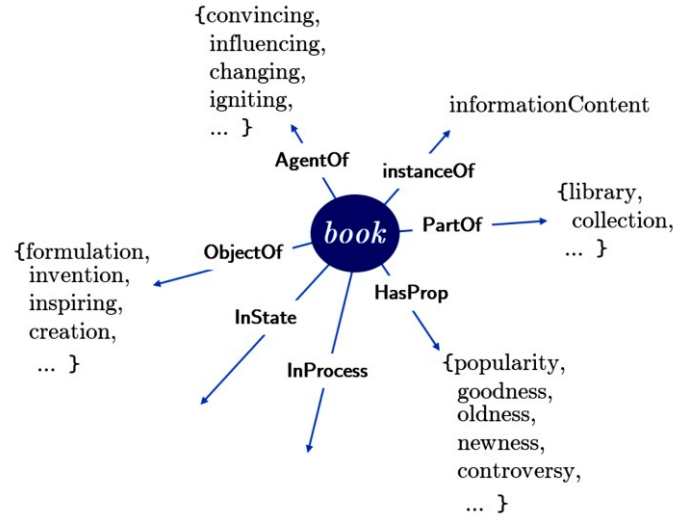 {convincing,
influencing,
changing,
igniting,
... }
informationContent
AgentOf
instanceOf
{library,
collection,
... }
PartOf
book
ObjectOf
{formulation,
invention,
inspiring,
creation,
... }
HasProp
InState
InProcess
{popularity,
goodness,
oldness,
newness,
controversy,
... }